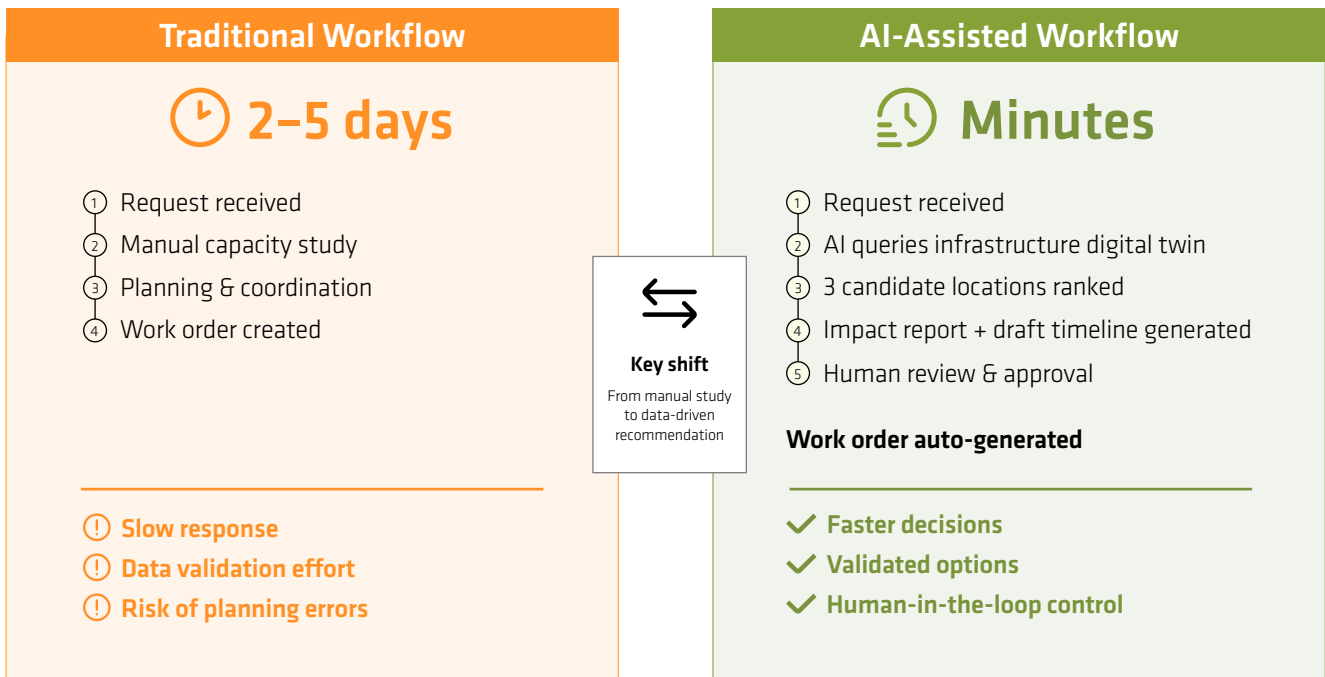 Traditional Workflow
2–5 days
1 Request received
2 Manual capacity study
3 Planning & coordination
4 Work order created
! Slow response
! Data validation effort
! Risk of planning errors
Key shift
From manual study
to data-driven
recommendation
AI-Assisted Workflow
Minutes
1 Request received
2 AI queries infrastructure digital twin
3 3 candidate locations ranked
4 Impact report + draft timeline generated
5 Human review & approval
Work order auto-generated
Faster decisions
Validated options
Human-in-the-loop control